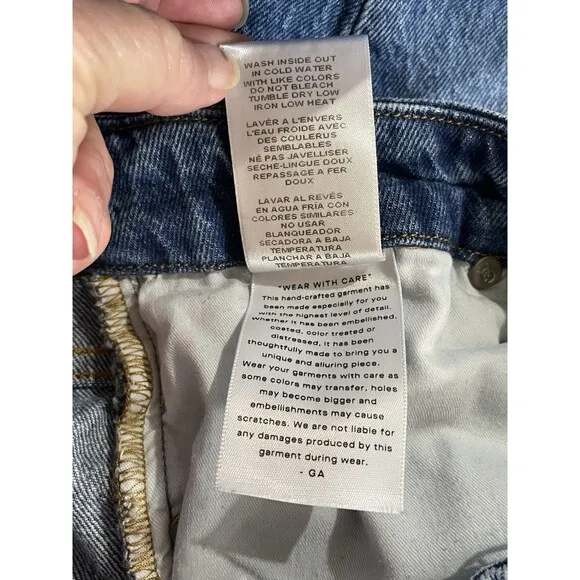 WASH INSIDE OUT
IN COLD WATER
WITH LIKE COLORS
DO NOT BLEACH
TUMBLE DRY LOW
IRON LOW HEAT
LAVÉR A L'ENVERS
L'EAU FROIDE AVEC
DES COULERUS
SEMBLABLES
NÉ PAS JAVELLISER
SECHE-LINGUE DOUX
REPASSAGE A FER
DOUX
LAVAR AL REVÉS
EN AGUA FRÍA CON
COLORES SIMILARES
NO USAR
BLANQUEADOR
SECADORA A BAJA
TEMPERATURA
PLANCHA A BAJA
TEMPERATURA
"WEAR WITH CARE"
This hand-crafted garment has
been made especially for you
with the highest level of detail.
Whether it has been embellished,
coated, color treated or
distressed, it has been
thoughtfully made to bring you a
unique and alluring piece.
Wear your garments with care as
some colors may transfer, holes
may become bigger and
embellishments may cause
scratches. We are not liable for
any damages produced by this
garment during wear.
- GA